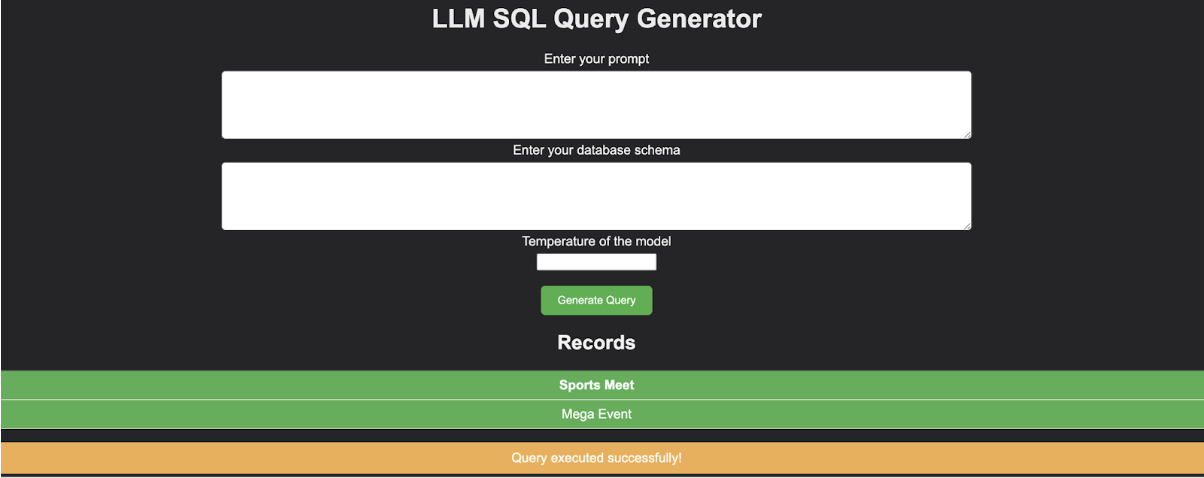 LLM SQL Query Generator
Enter your prompt
Enter your database schema
Temperature of the model
Generate Query
Records
Sports Meet
Mega Event
Query executed successfully!